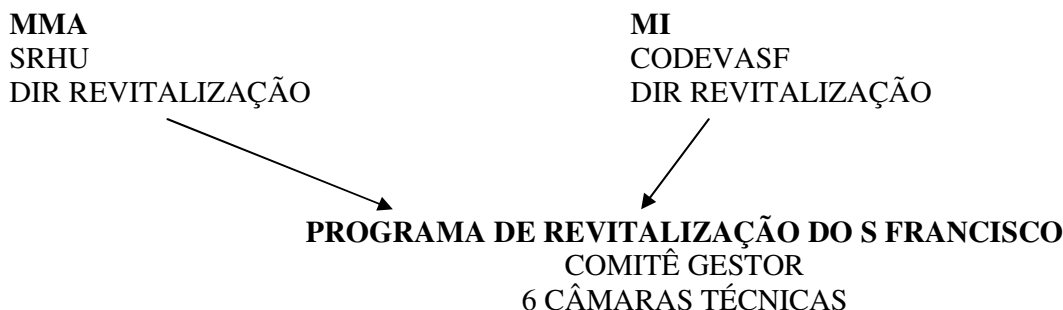 MMA
SRHU
DIR REVITALIZAÇÃO
MI
CODEVASF
DIR REVITALIZAÇÃO
PROGRAMA DE REVITALIZAÇÃO DO S FRANCISCO
COMITÊ GESTOR
6 CÂMARAS TÉCNICAS